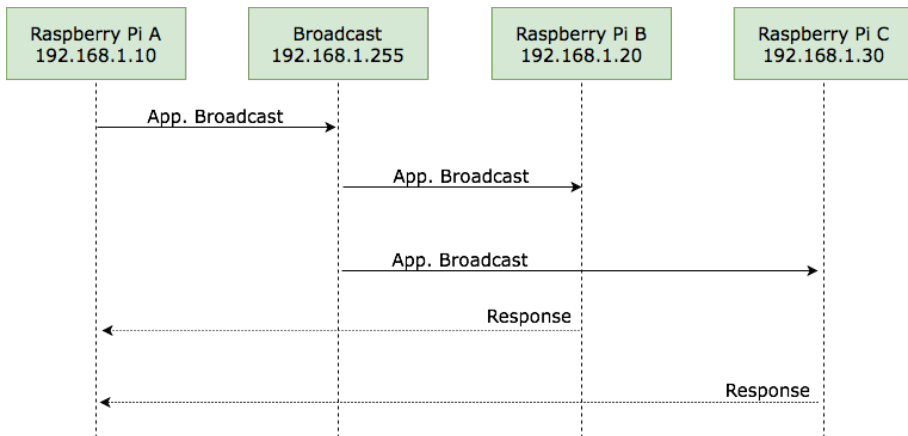 Raspberry Pi A
192.168.1.10
Broadcast
192.168.1.255
Raspberry Pi B
192.168.1.20
Raspberry Pi C
192.168.1.30
App. Broadcast
App. Broadcast
App. Broadcast
Response
Response